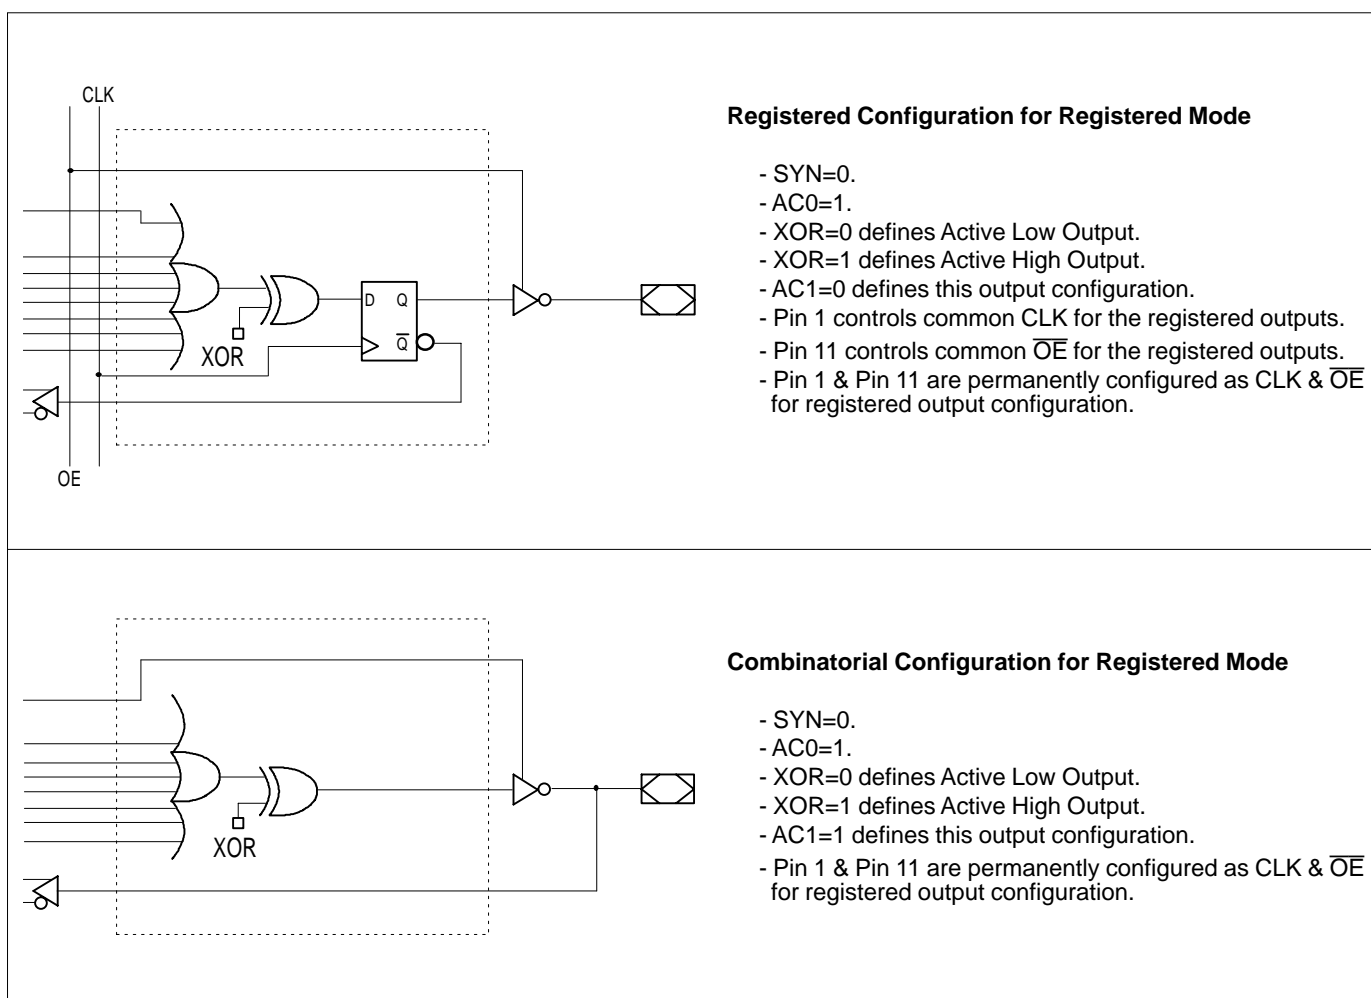 CLK
D Q
Q̅
XOR
OE
Registered Configuration for Registered Mode
- SYN=0.
- AC0=1.
- XOR=0 defines Active Low Output.
- XOR=1 defines Active High Output.
- AC1=0 defines this output configuration.
- Pin 1 controls common CLK for the registered outputs.
- Pin 11 controls common O̅E̅ for the registered outputs.
- Pin 1 & Pin 11 are permanently configured as CLK & O̅E̅
for registered output configuration.
XOR
Combinatorial Configuration for Registered Mode
- SYN=0.
- AC0=1.
- XOR=0 defines Active Low Output.
- XOR=1 defines Active High Output.
- AC1=1 defines this output configuration.
- Pin 1 & Pin 11 are permanently configured as CLK & O̅E̅
for registered output configuration.